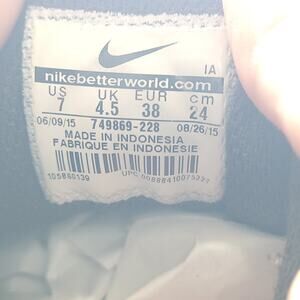 IA
nikebetterworld.com
US UK EUR cm
7 4.5 38 24
06/09/15 749869-228 08/26/15
MADE IN INDONESIA
FABRIQUE EN INDONESIE
UPC